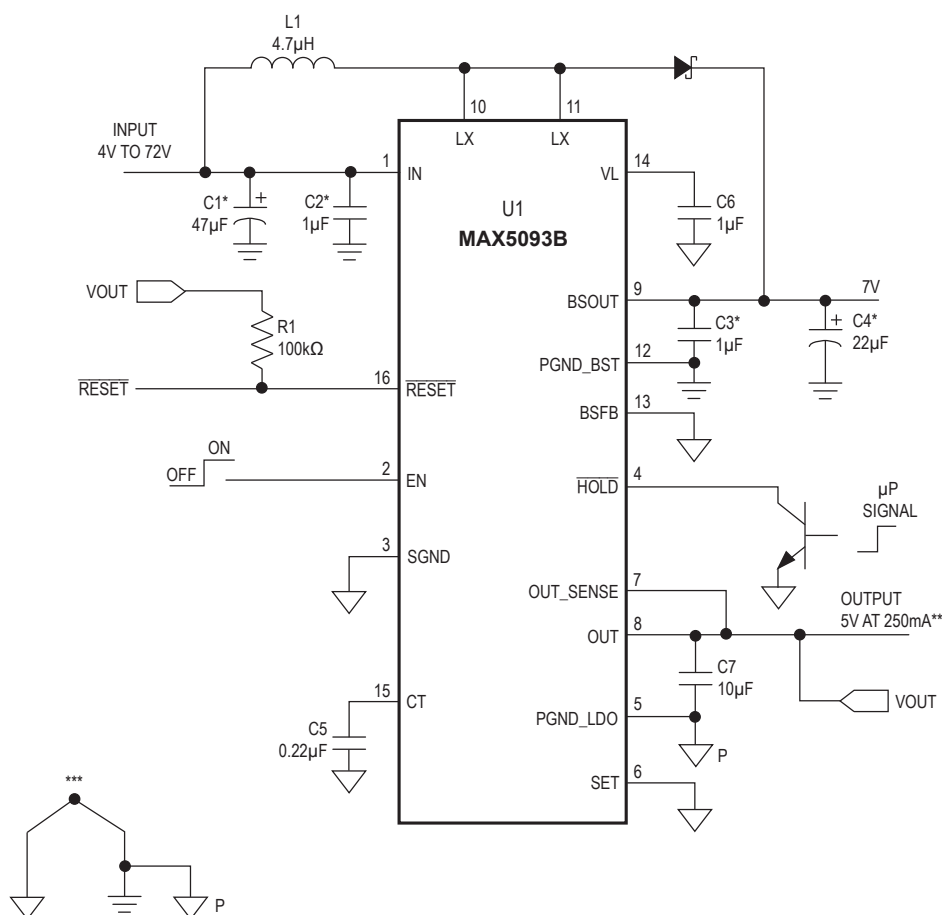 L1
4.7µH
10
11
LX
LX
INPUT
4V TO 72V
1
IN
14
VL
C1*
+
47µF
C2*
1µF
C6
1µF
U1
MAX5093B
VOUT
R1
100kΩ
9
BSOUT
7V
C3*
1µF
+
C4*
22µF
12
PGND_BST
RESET
16
RESET
13
BSFB
ON
OFF
2
EN
4
HOLD
µP
SIGNAL
3
SGND
7
OUT_SENSE
OUTPUT
5V AT 250mA**
8
OUT
C7
10µF
VOUT
15
CT
C5
0.22µF
5
PGND_LDO
P
6
SET
***
P